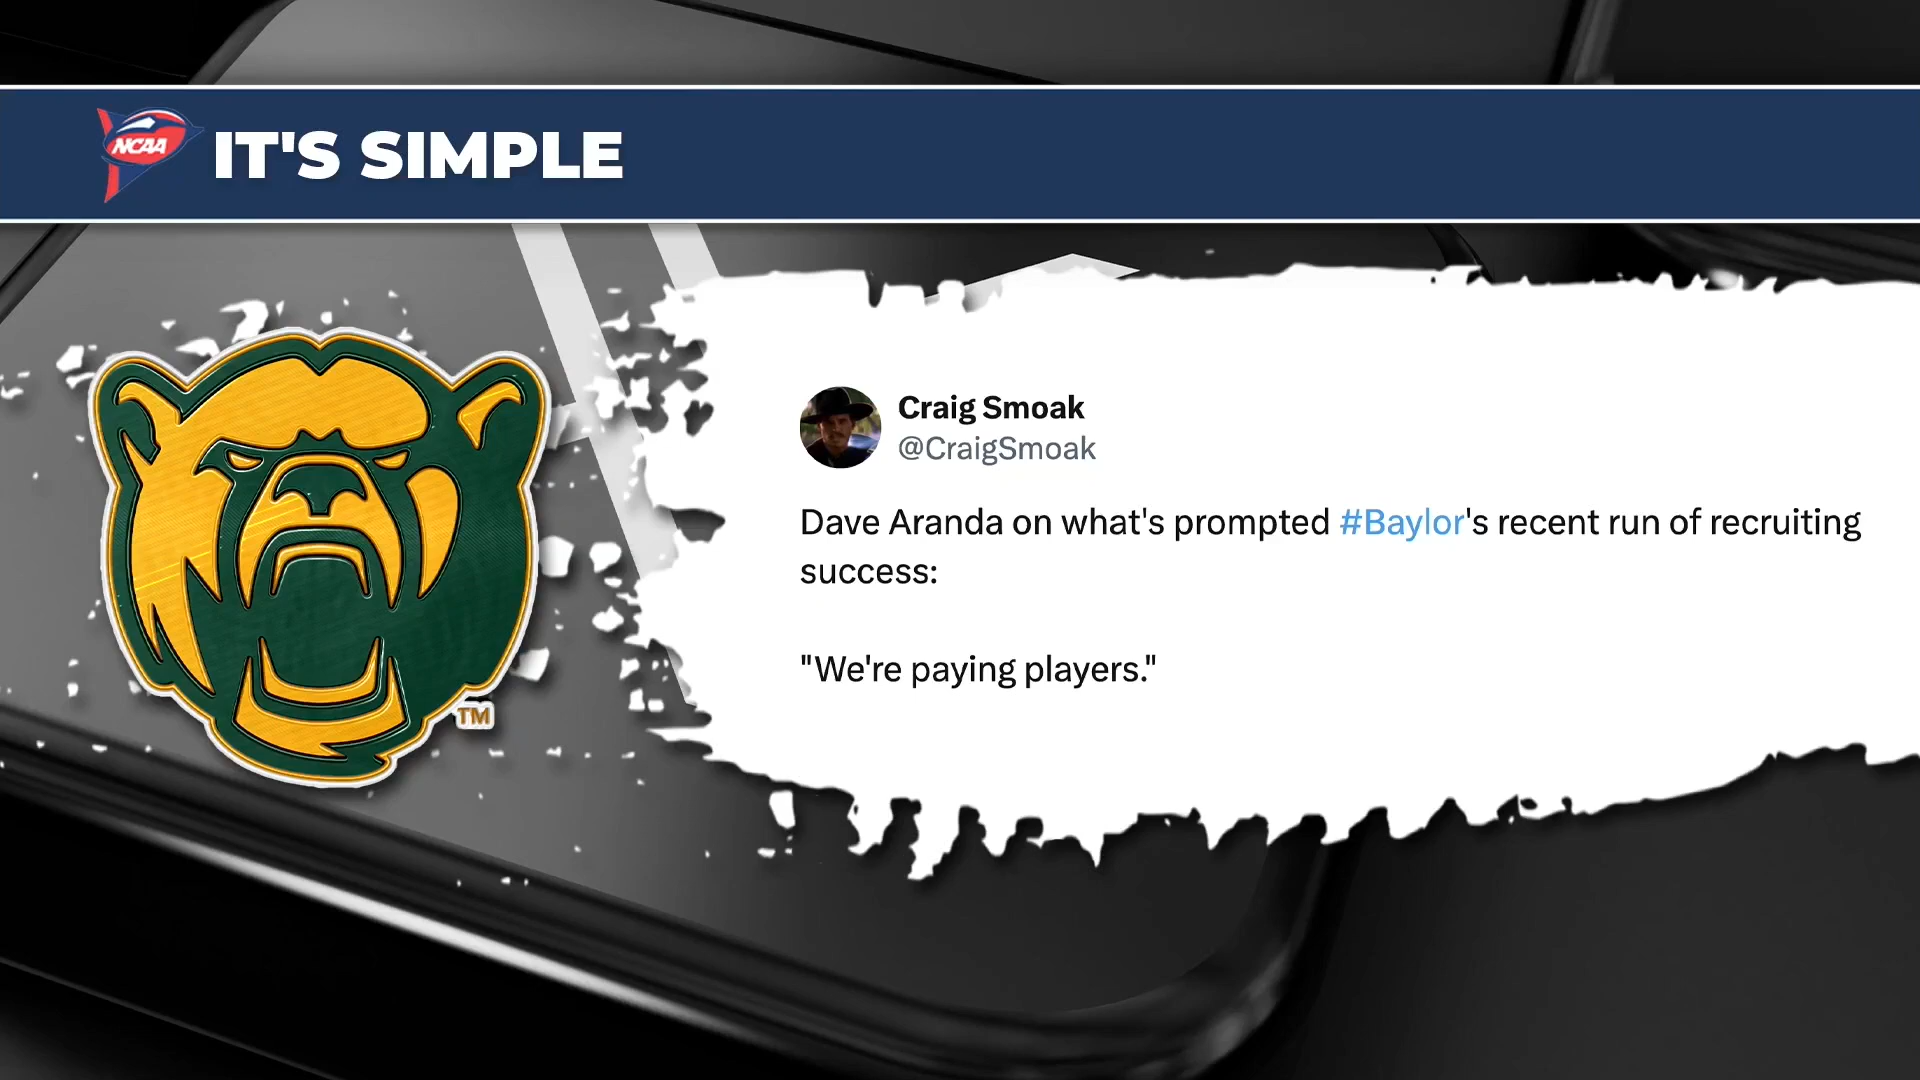 NCAA
IT'S SIMPLE
Craig Smoak
@CraigSmoak
Dave Aranda on what's prompted #Baylor's recent run of recruiting
success:
"We're paying players."
TM